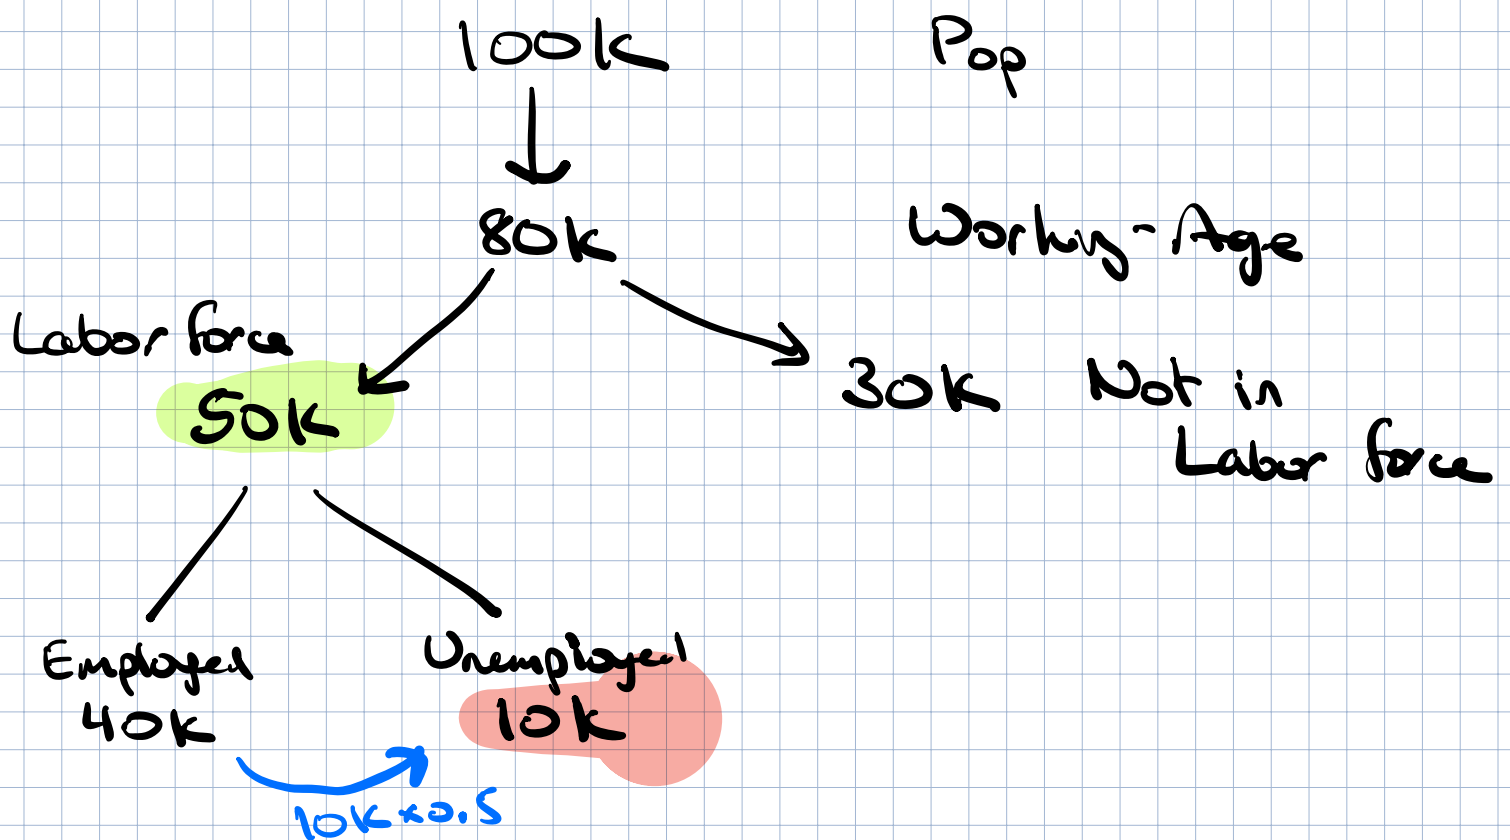 100K Pop
80K Working-Age
Labor force
50K
30K Not in
Labor force
Employed Unemployed
40K 10K
10K x 0.5